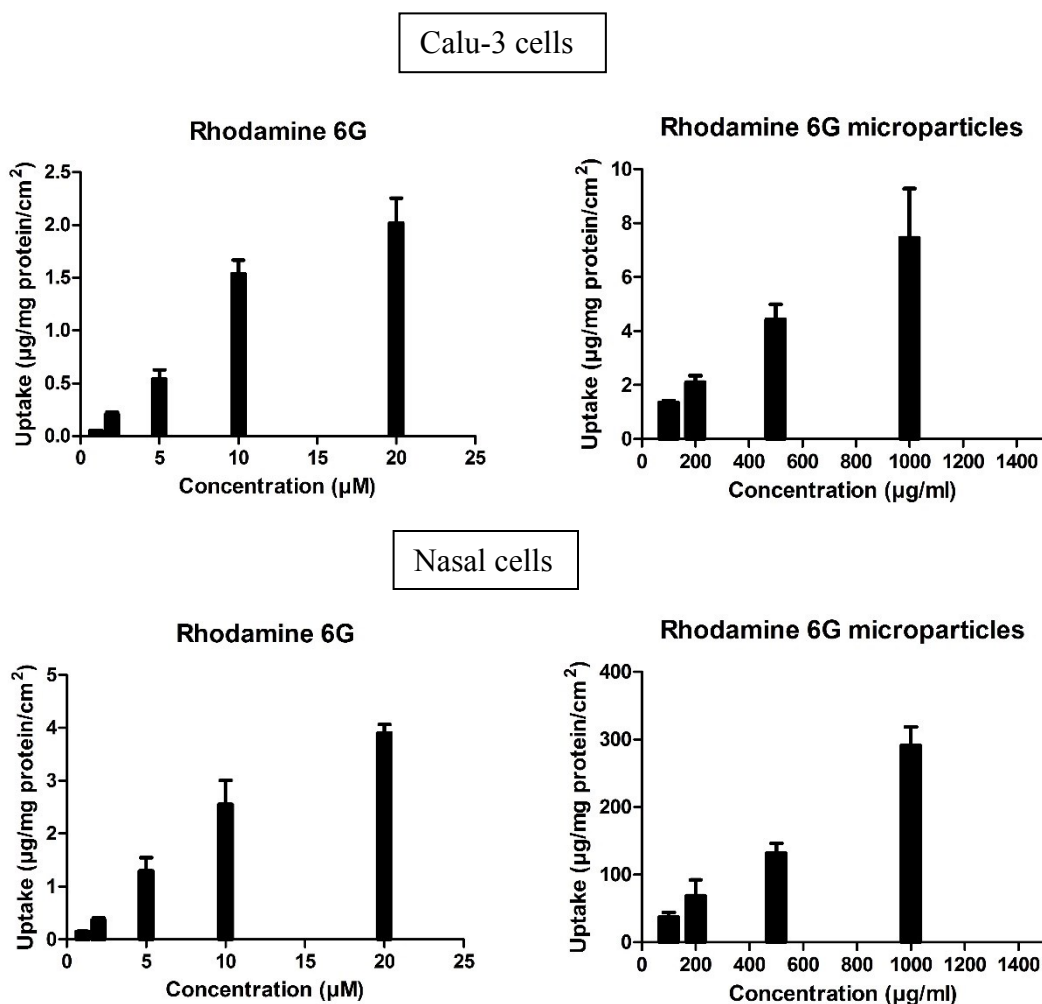 Calu-3 cells
Rhodamine 6G
Uptake (µg/mg protein/cm²)
2.5
2.0
1.5
1.0
0.5
0.0
0 5 10 15 20 25
Concentration (µM)
Rhodamine 6G microparticles
Uptake (µg/mg protein/cm²)
10
8
6
4
2
0
0 200 400 600 800 1000 1200 1400
Concentration (µg/ml)
Nasal cells
Rhodamine 6G
Uptake (µg/mg protein/cm²)
5
4
3
2
1
0
0 5 10 15 20 25
Concentration (µM)
Rhodamine 6G microparticles
Uptake (µg/mg protein/cm²)
400
300
200
100
0
0 200 400 600 800 1000 1200 1400
Concentration (µg/ml)